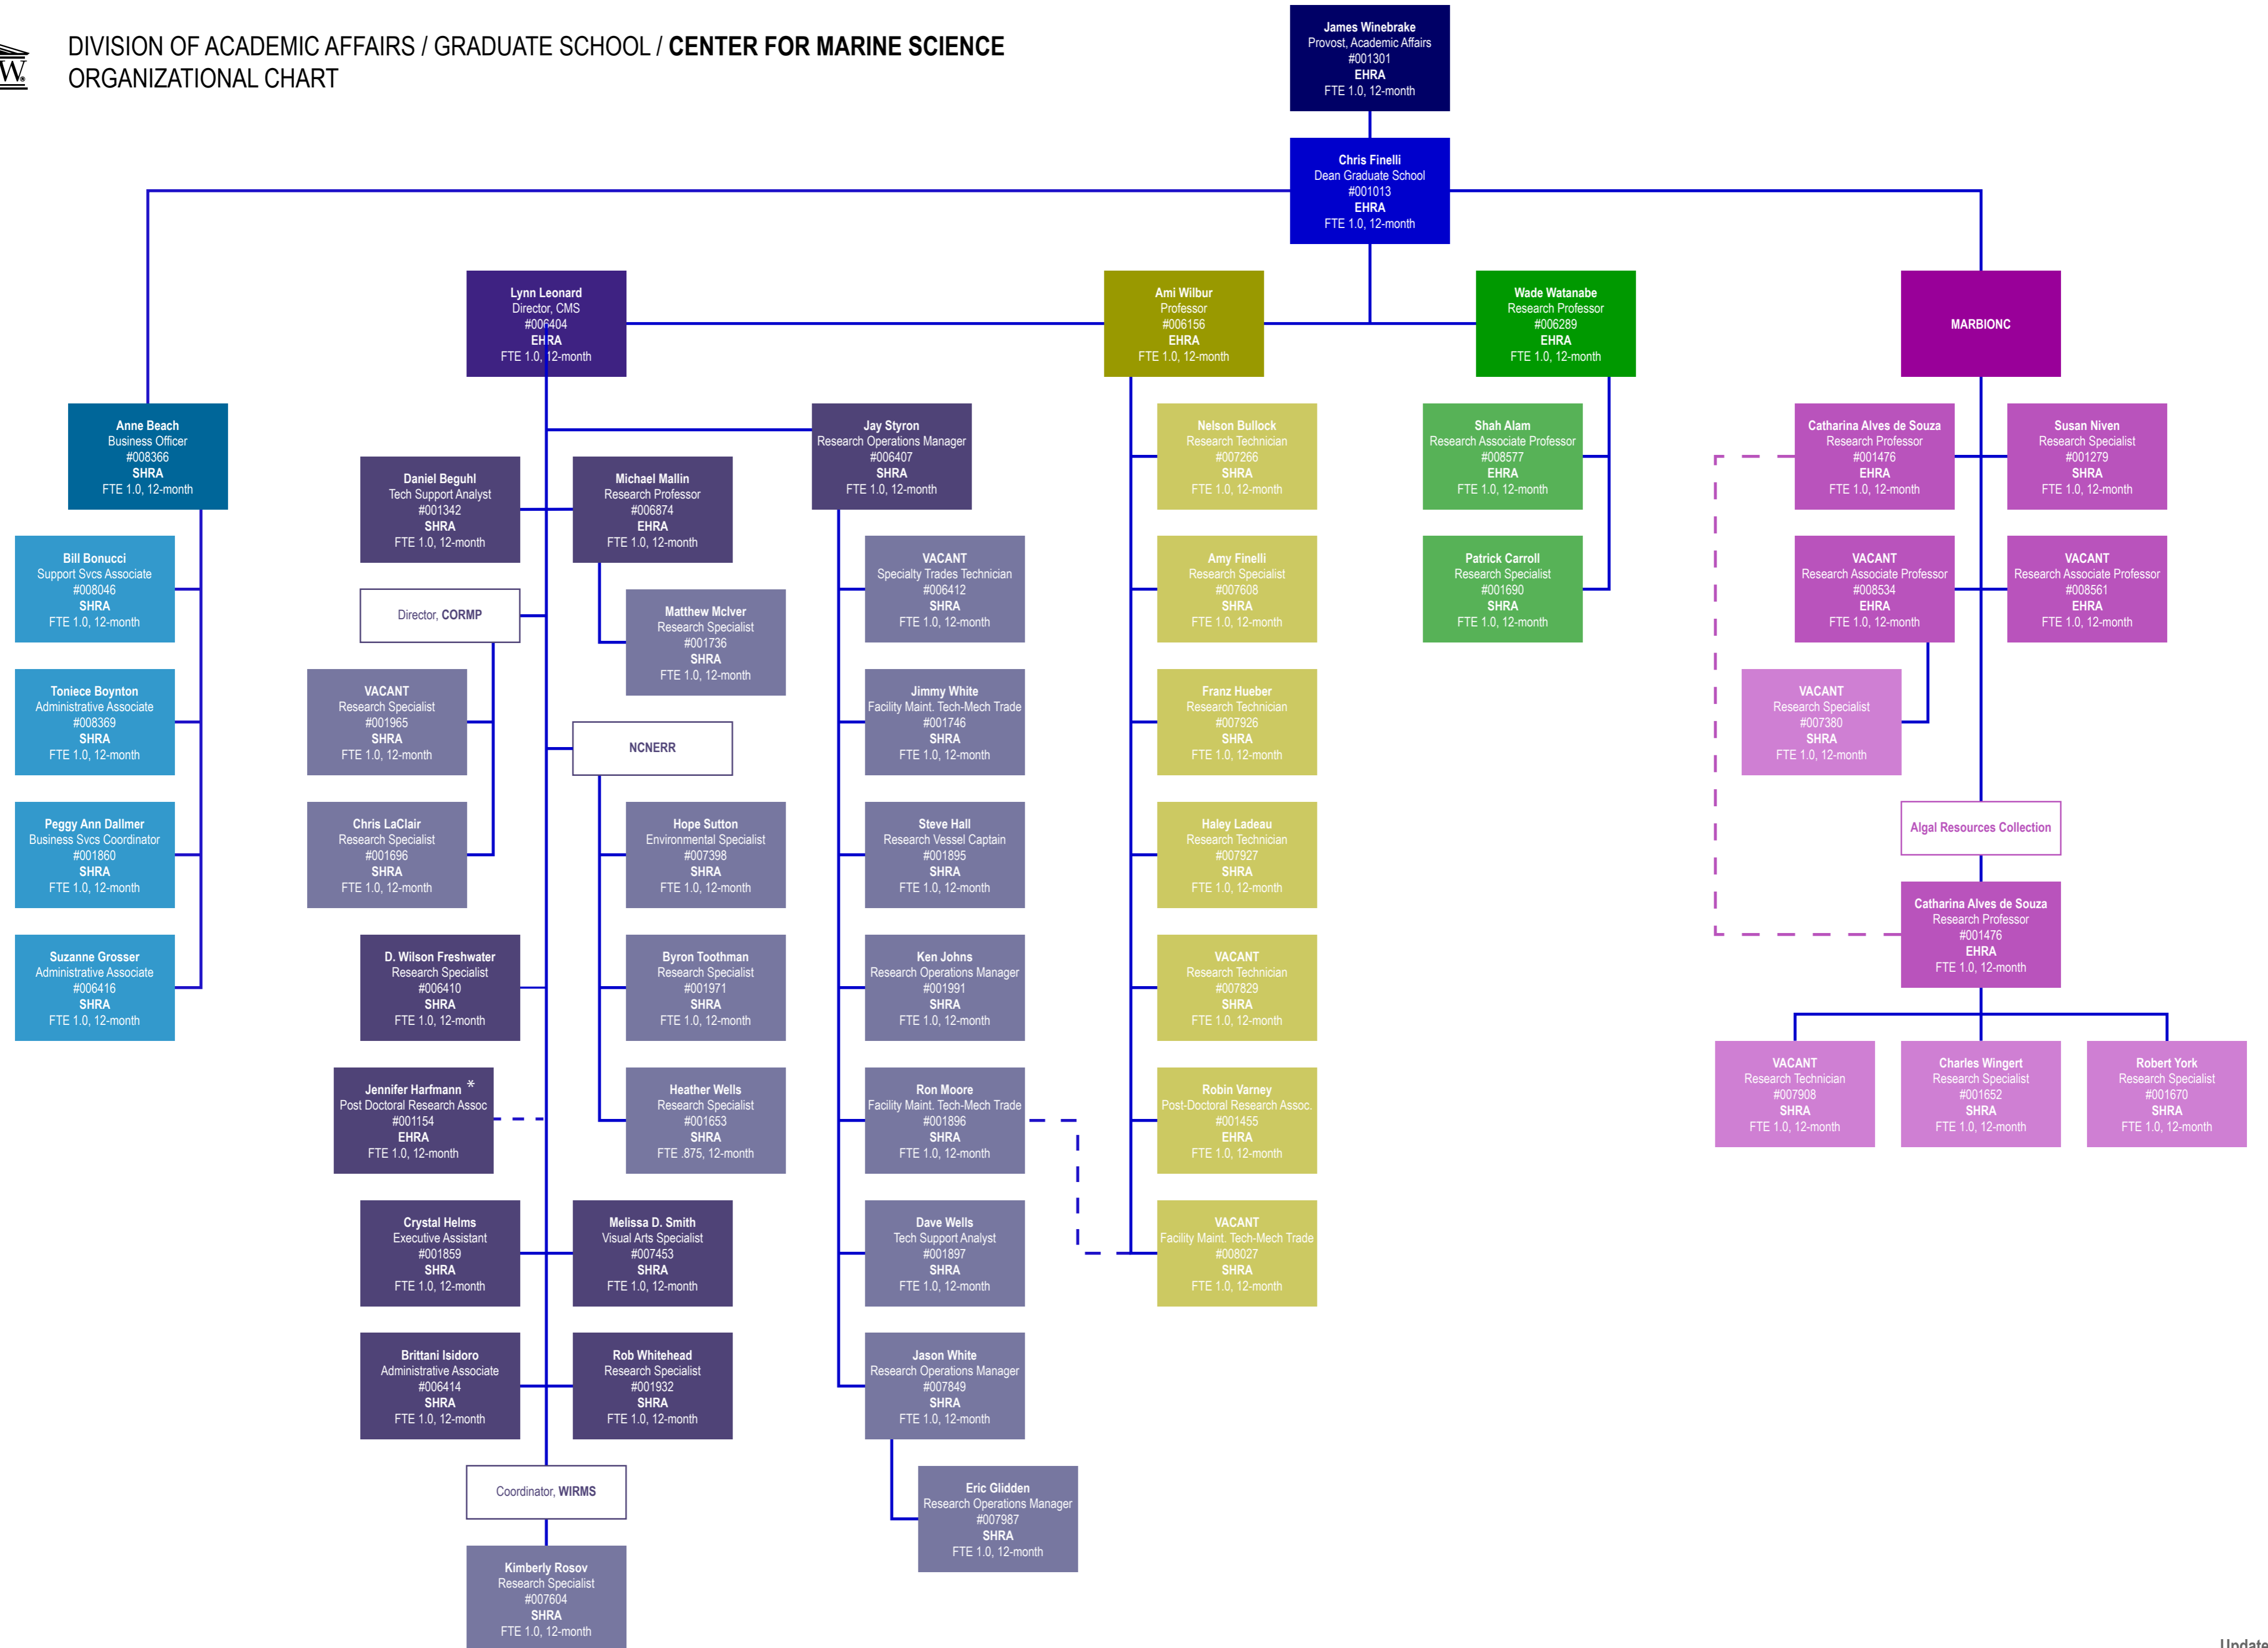 W.
DIVISION OF ACADEMIC AFFAIRS / GRADUATE SCHOOL / CENTER FOR MARINE SCIENCE
ORGANIZATIONAL CHART
James Winebrake
Provost, Academic Affairs
#001301
EHRA
FTE 1.0, 12-month
Chris Finelli
Dean Graduate School
#001013
EHRA
FTE 1.0, 12-month
Lynn Leonard
Director, CMS
#006404
EHRA
FTE 1.0, 12-month
Ami Wilbur
Professor
#006156
EHRA
FTE 1.0, 12-month
Wade Watanabe
Research Professor
#006289
EHRA
FTE 1.0, 12-month
MARBIONC
Anne Beach
Business Officer
#008366
SHRA
FTE 1.0, 12-month
Bill Bonucci
Support Svcs Associate
#008046
SHRA
FTE 1.0, 12-month
Toniece Boynton
Administrative Associate
#008369
SHRA
FTE 1.0, 12-month
Peggy Ann Dallmer
Business Svcs Coordinator
#001860
SHRA
FTE 1.0, 12-month
Suzanne Grosser
Administrative Associate
#006416
SHRA
FTE 1.0, 12-month
Daniel Beguhl
Tech Support Analyst
#001342
SHRA
FTE 1.0, 12-month
Michael Mallin
Research Professor
#006874
EHRA
FTE 1.0, 12-month
Director, CORMP
Matthew McIver
Research Specialist
#001736
SHRA
FTE 1.0, 12-month
VACANT
Research Specialist
#001965
SHRA
FTE 1.0, 12-month
NCNERR
Chris LaClair
Research Specialist
#001696
SHRA
FTE 1.0, 12-month
Hope Sutton
Environmental Specialist
#007398
SHRA
FTE 1.0, 12-month
D. Wilson Freshwater
Research Specialist
#006410
SHRA
FTE 1.0, 12-month
Byron Toothman
Research Specialist
#001971
SHRA
FTE 1.0, 12-month
Jennifer Harfmann *
Post Doctoral Research Assoc
#001154
EHRA
FTE 1.0, 12-month
Heather Wells
Research Specialist
#001653
SHRA
FTE .875, 12-month
Crystal Helms
Executive Assistant
#001859
SHRA
FTE 1.0, 12-month
Melissa D. Smith
Visual Arts Specialist
#007453
SHRA
FTE 1.0, 12-month
Brittani Isidoro
Administrative Associate
#006414
SHRA
FTE 1.0, 12-month
Rob Whitehead
Research Specialist
#001932
SHRA
FTE 1.0, 12-month
Coordinator, WIRMS
Kimberly Rosov
Research Specialist
#007604
SHRA
FTE 1.0, 12-month
Jay Styron
Research Operations Manager
#006407
SHRA
FTE 1.0, 12-month
VACANT
Specialty Trades Technician
#006412
SHRA
FTE 1.0, 12-month
Jimmy White
Facility Maint. Tech-Mech Trade
#001746
SHRA
FTE 1.0, 12-month
Steve Hall
Research Vessel Captain
#001895
SHRA
FTE 1.0, 12-month
Ken Johns
Research Operations Manager
#001991
SHRA
FTE 1.0, 12-month
Ron Moore
Facility Maint. Tech-Mech Trade
#001896
SHRA
FTE 1.0, 12-month
Dave Wells
Tech Support Analyst
#001897
SHRA
FTE 1.0, 12-month
Jason White
Research Operations Manager
#007849
SHRA
FTE 1.0, 12-month
Eric Glidden
Research Operations Manager
#007987
SHRA
FTE 1.0, 12-month
Nelson Bullock
Research Technician
#007266
SHRA
FTE 1.0, 12-month
Amy Finelli
Research Specialist
#007608
SHRA
FTE 1.0, 12-month
Franz Hueber
Research Technician
#007926
SHRA
FTE 1.0, 12-month
Haley Ladeau
Research Technician
#007927
SHRA
FTE 1.0, 12-month
VACANT
Research Technician
#007829
SHRA
FTE 1.0, 12-month
Robin Varney
Post-Doctoral Research Assoc.
#001455
EHRA
FTE 1.0, 12-month
VACANT
Facility Maint. Tech-Mech Trade
#008027
SHRA
FTE 1.0, 12-month
Shah Alam
Research Associate Professor
#008577
EHRA
FTE 1.0, 12-month
Patrick Carroll
Research Specialist
#001690
SHRA
FTE 1.0, 12-month
Catharina Alves de Souza
Research Professor
#001476
EHRA
FTE 1.0, 12-month
Susan Niven
Research Specialist
#001279
SHRA
FTE 1.0, 12-month
VACANT
Research Associate Professor
#008534
EHRA
FTE 1.0, 12-month
VACANT
Research Associate Professor
#008561
EHRA
FTE 1.0, 12-month
VACANT
Research Specialist
#007380
SHRA
FTE 1.0, 12-month
Algal Resources Collection
Catharina Alves de Souza
Research Professor
#001476
EHRA
FTE 1.0, 12-month
VACANT
Research Technician
#007908
SHRA
FTE 1.0, 12-month
Charles Wingert
Research Specialist
#001652
SHRA
FTE 1.0, 12-month
Robert York
Research Specialist
#001670
SHRA
FTE 1.0, 12-month
Update